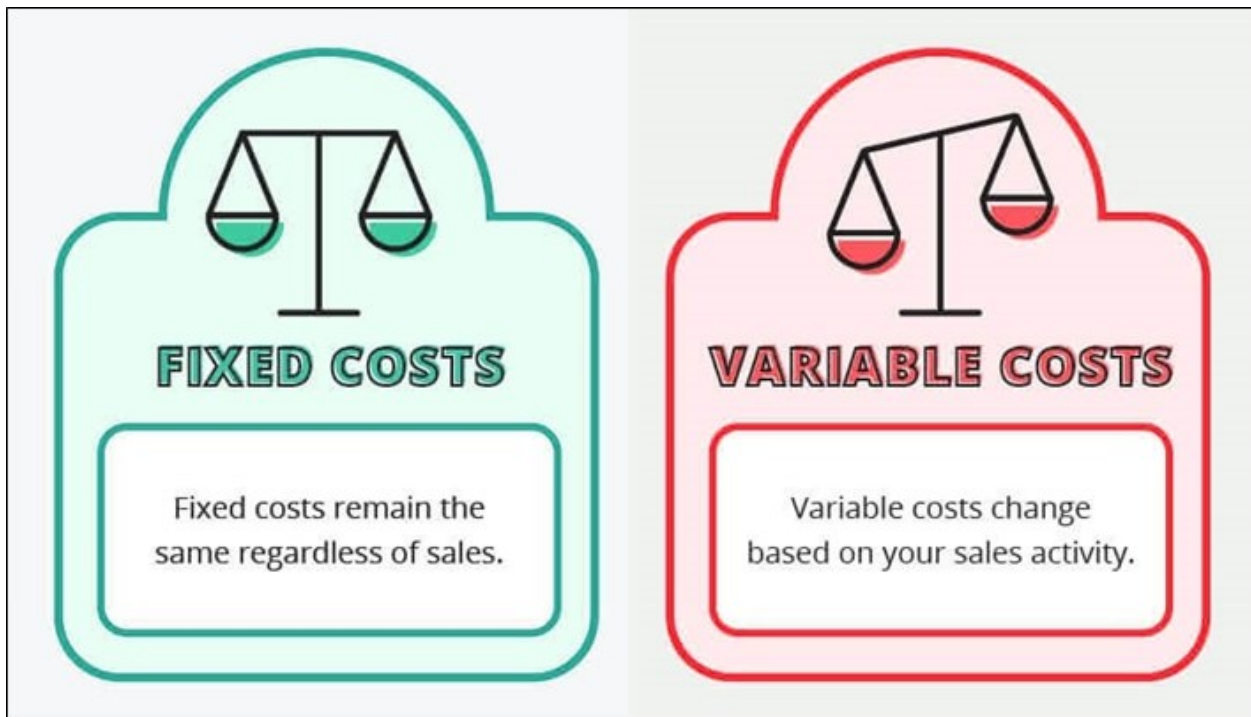 FIXED COSTS
Fixed costs remain the
same regardless of sales.
VARIABLE COSTS
Variable costs change
based on your sales activity.